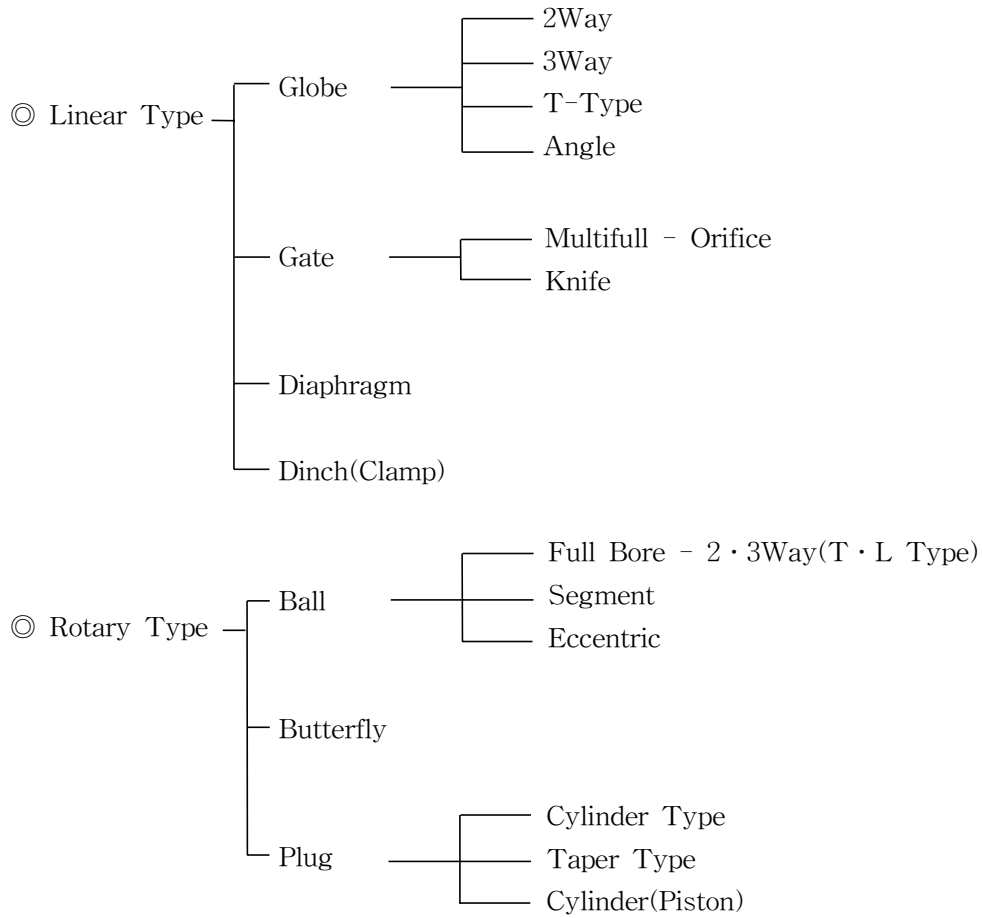 2Way
3Way
◎ Linear Type
Globe
T-Type
Angle
Gate
Multifull - Orifice
Knife
Diaphragm
Dinch(Clamp)
◎ Rotary Type
Ball
Full Bore - 2・3Way(T・L Type)
Segment
Eccentric
Butterfly
Plug
Cylinder Type
Taper Type
Cylinder(Piston)